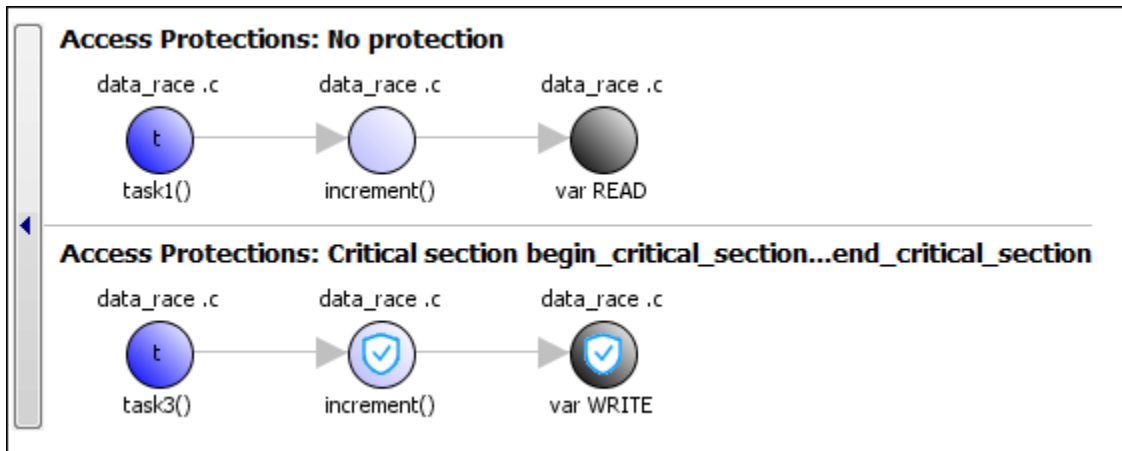 Access Protections: No protection
data_race .c data_race .c data_race .c
t
task1() increment() var READ
Access Protections: Critical section begin_critical_section...end_critical_section
data_race .c data_race .c data_race .c
t
task3() increment() var WRITE